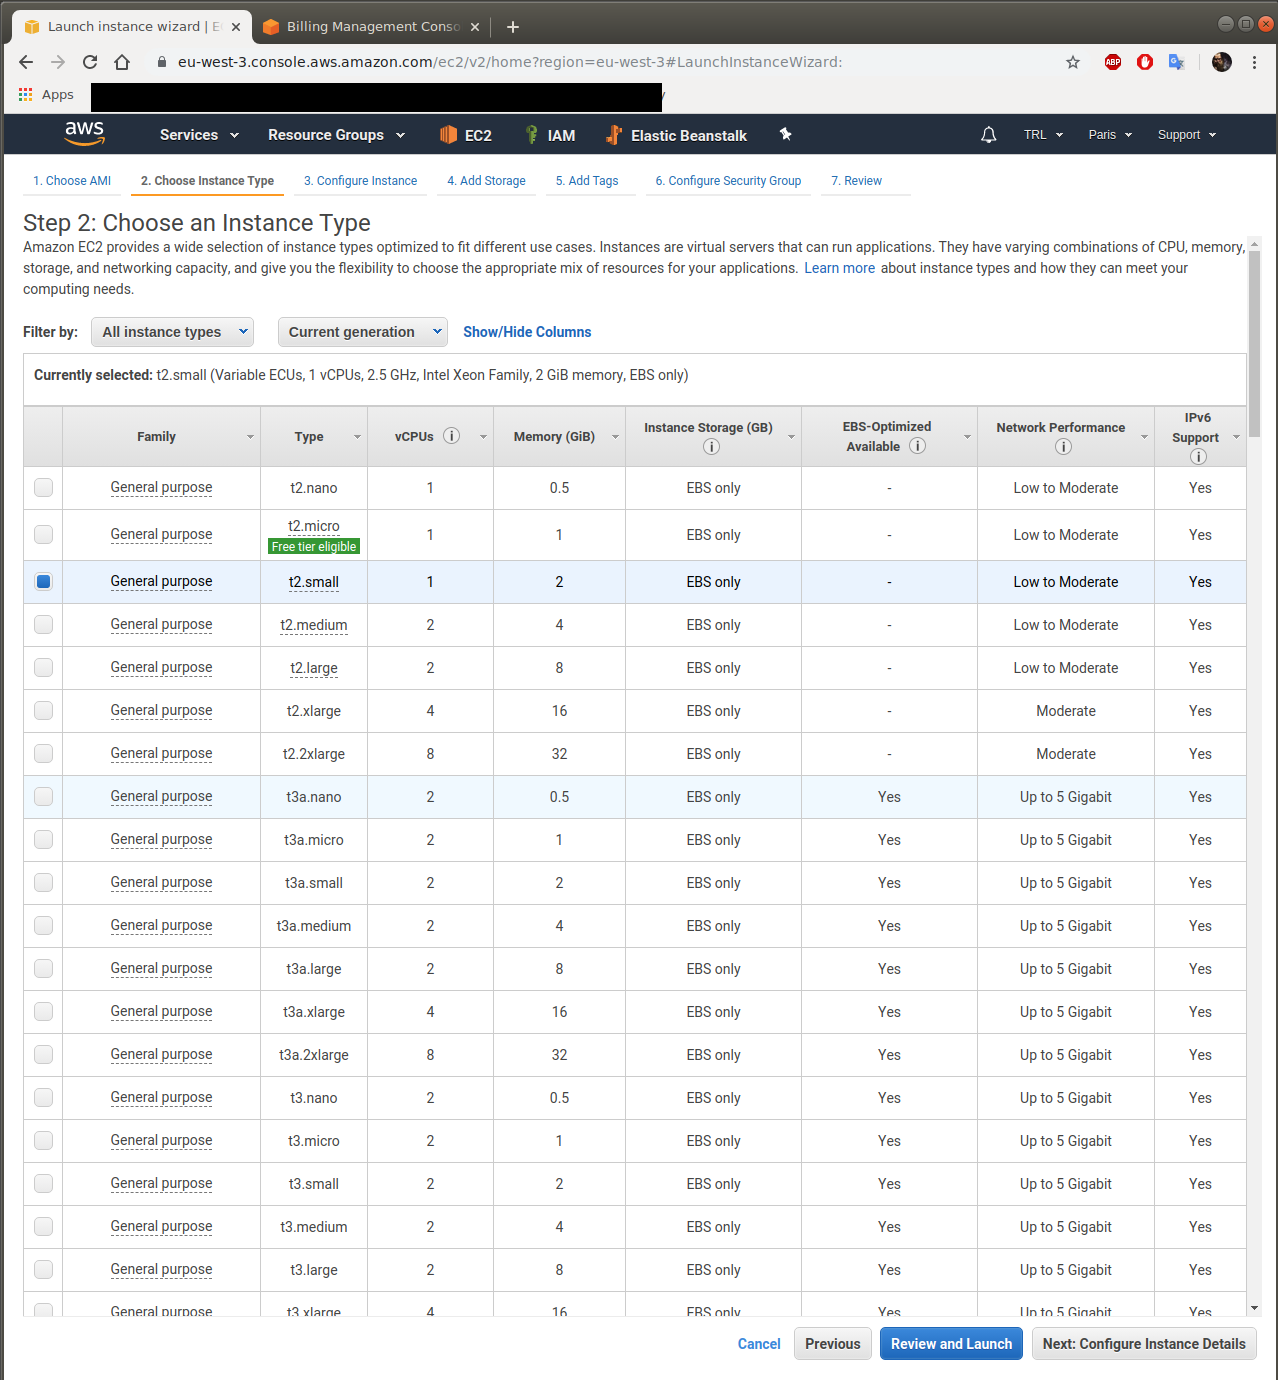 Launch instance wizard | E
Billing Management Conso
eu-west-3.console.aws.amazon.com/ec2/v2/home?region=eu-west-3#LaunchInstanceWizard:
ABP
Apps
aws Services Resource Groups EC2 IAM Elastic Beanstalk TRL Paris Support
1. Choose AMI 2. Choose Instance Type 3. Configure Instance 4. Add Storage 5. Add Tags 6. Configure Security Group 7. Review
Step 2: Choose an Instance Type
Amazon EC2 provides a wide selection of instance types optimized to fit different use cases. Instances are virtual servers that can run applications. They have varying combinations of CPU, memory,
storage, and networking capacity, and give you the flexibility to choose the appropriate mix of resources for your applications. Learn more about instance types and how they can meet your
computing needs.
Filter by: All instance types Current generation Show/Hide Columns
Currently selected: t2.small (Variable ECUs, 1 vCPUs, 2.5 GHz, Intel Xeon Family, 2 GiB memory, EBS only)
Family Type vCPUs Memory (GiB) Instance Storage (GB) EBS-Optimized Available Network Performance IPv6 Support
General purpose t2.nano 1 0.5 EBS only - Low to Moderate Yes
General purpose t2.micro 1 1 EBS only - Low to Moderate Yes
Free tier eligible
General purpose t2.small 1 2 EBS only - Low to Moderate Yes
General purpose t2.medium 2 4 EBS only - Low to Moderate Yes
General purpose t2.large 2 8 EBS only - Low to Moderate Yes
General purpose t2.xlarge 4 16 EBS only - Moderate Yes
General purpose t2.2xlarge 8 32 EBS only - Moderate Yes
General purpose t3a.nano 2 0.5 EBS only Yes Up to 5 Gigabit Yes
General purpose t3a.micro 2 1 EBS only Yes Up to 5 Gigabit Yes
General purpose t3a.small 2 2 EBS only Yes Up to 5 Gigabit Yes
General purpose t3a.medium 2 4 EBS only Yes Up to 5 Gigabit Yes
General purpose t3a.large 2 8 EBS only Yes Up to 5 Gigabit Yes
General purpose t3a.xlarge 4 16 EBS only Yes Up to 5 Gigabit Yes
General purpose t3a.2xlarge 8 32 EBS only Yes Up to 5 Gigabit Yes
General purpose t3.nano 2 0.5 EBS only Yes Up to 5 Gigabit Yes
General purpose t3.micro 2 1 EBS only Yes Up to 5 Gigabit Yes
General purpose t3.small 2 2 EBS only Yes Up to 5 Gigabit Yes
General purpose t3.medium 2 4 EBS only Yes Up to 5 Gigabit Yes
General purpose t3.large 2 8 EBS only Yes Up to 5 Gigabit Yes
General purpose t3.xlarge 4 16 EBS only Yes Up to 5 Gigabit Yes
Cancel Previous Review and Launch Next: Configure Instance Details